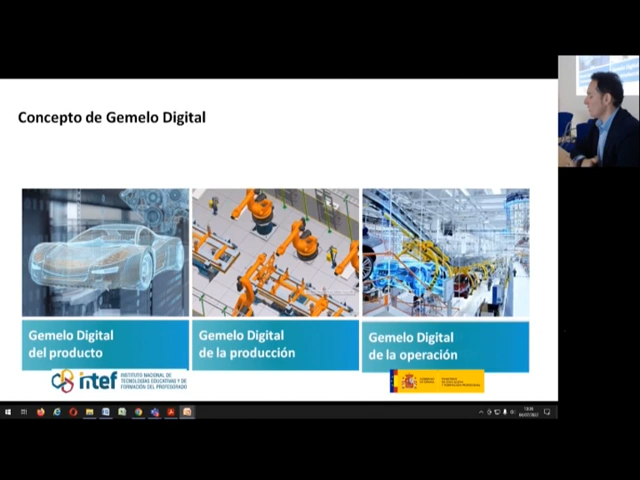 Concepto de Gemelo Digital
Gemelo Digital
del producto
Gemelo Digital
de la producción
Gemelo Digital
de la operación
intef
INSTITUTO NACIONAL DE
TECNOLOGÍAS EDUCATIVAS Y DE
FORMACIÓN DEL PROFESORADO